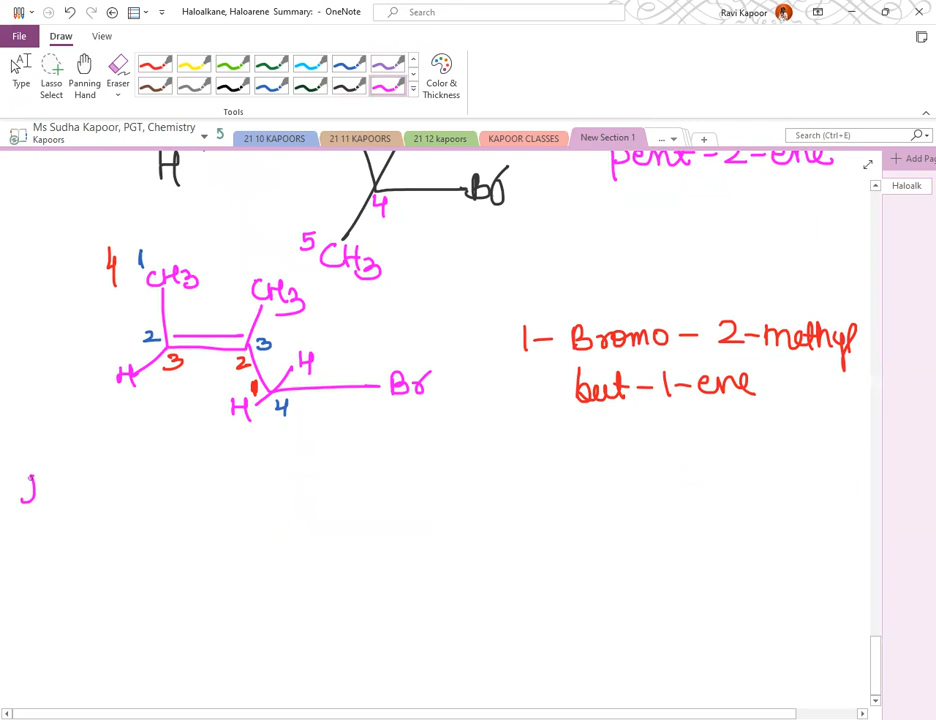 Haloalkane, Haloarene Summary: - OneNote
Search
Ravi Kapoor
File
Draw
View
Type
Lasso Select
Panning Hand
Eraser
Color & Thickness
Tools
Ms Sudha Kapoor, PGT, Chemistry
Kapoors
21 10 KAPOORS
21 11 KAPOORS
21 12 kapoors
KAPOOR CLASSES
New Section 1
...
Search (Ctrl+E)
Add Pag
Haloalk
H
Br
pent-2-ene
4
5 CH3
4 1
CH3
CH3
2 3
3 2
H
H
1
Br
H 4
1- Bromo - 2-methyl
but-1-ene